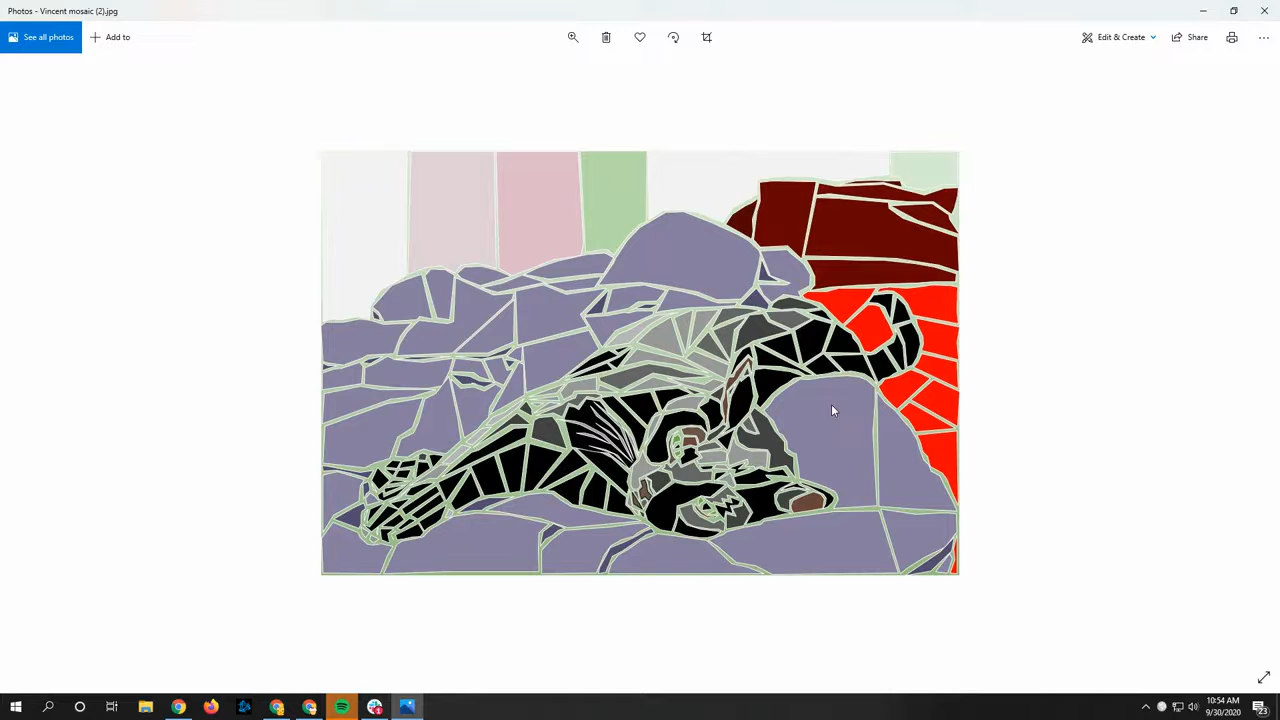 Photos - Vincent mosaic (2).jpg
See all photos
Add to
Edit & Create
Share
10:54 AM
9/30/2020
23